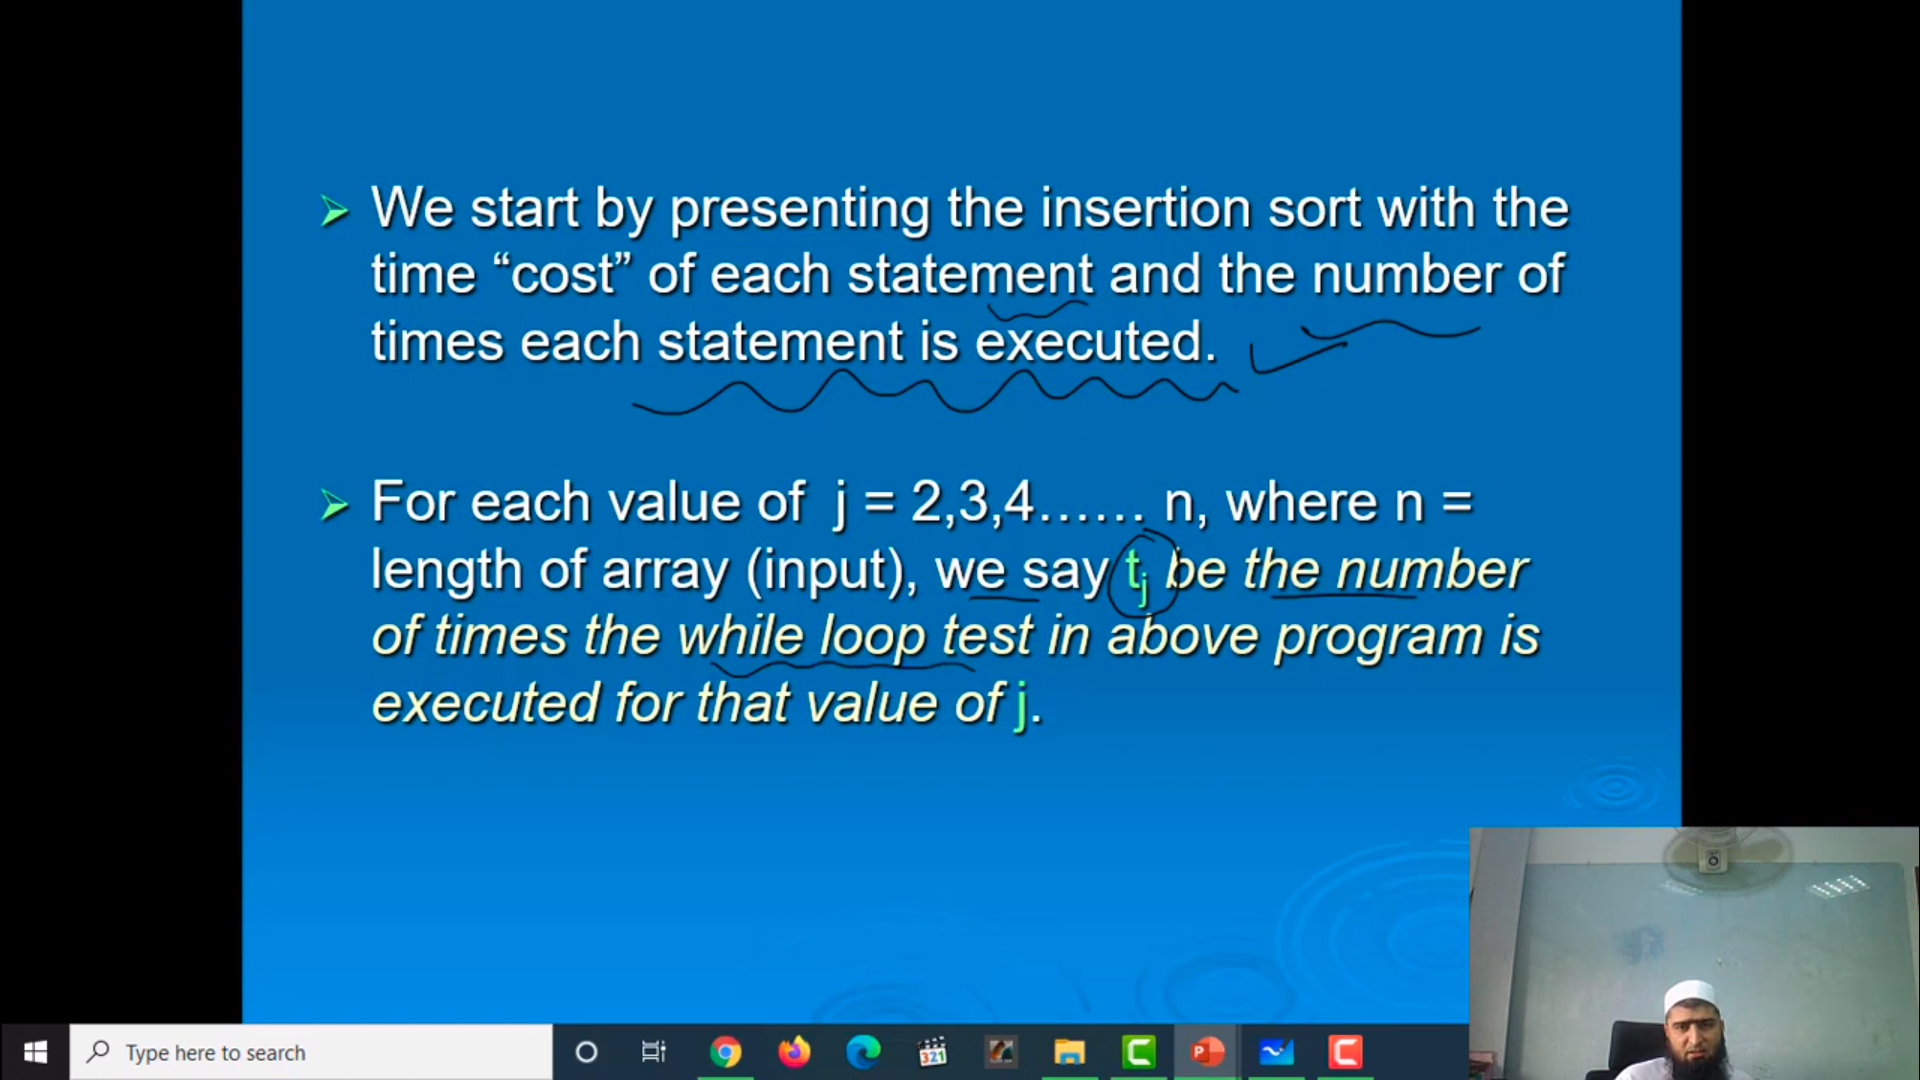 We start by presenting the insertion sort with the
time “cost” of each statement and the number of
times each statement is executed.
For each value of j = 2,3,4…… n, where n =
length of array (input), we say tj be the number
of times the while loop test in above program is
executed for that value of j.
Type here to search
321